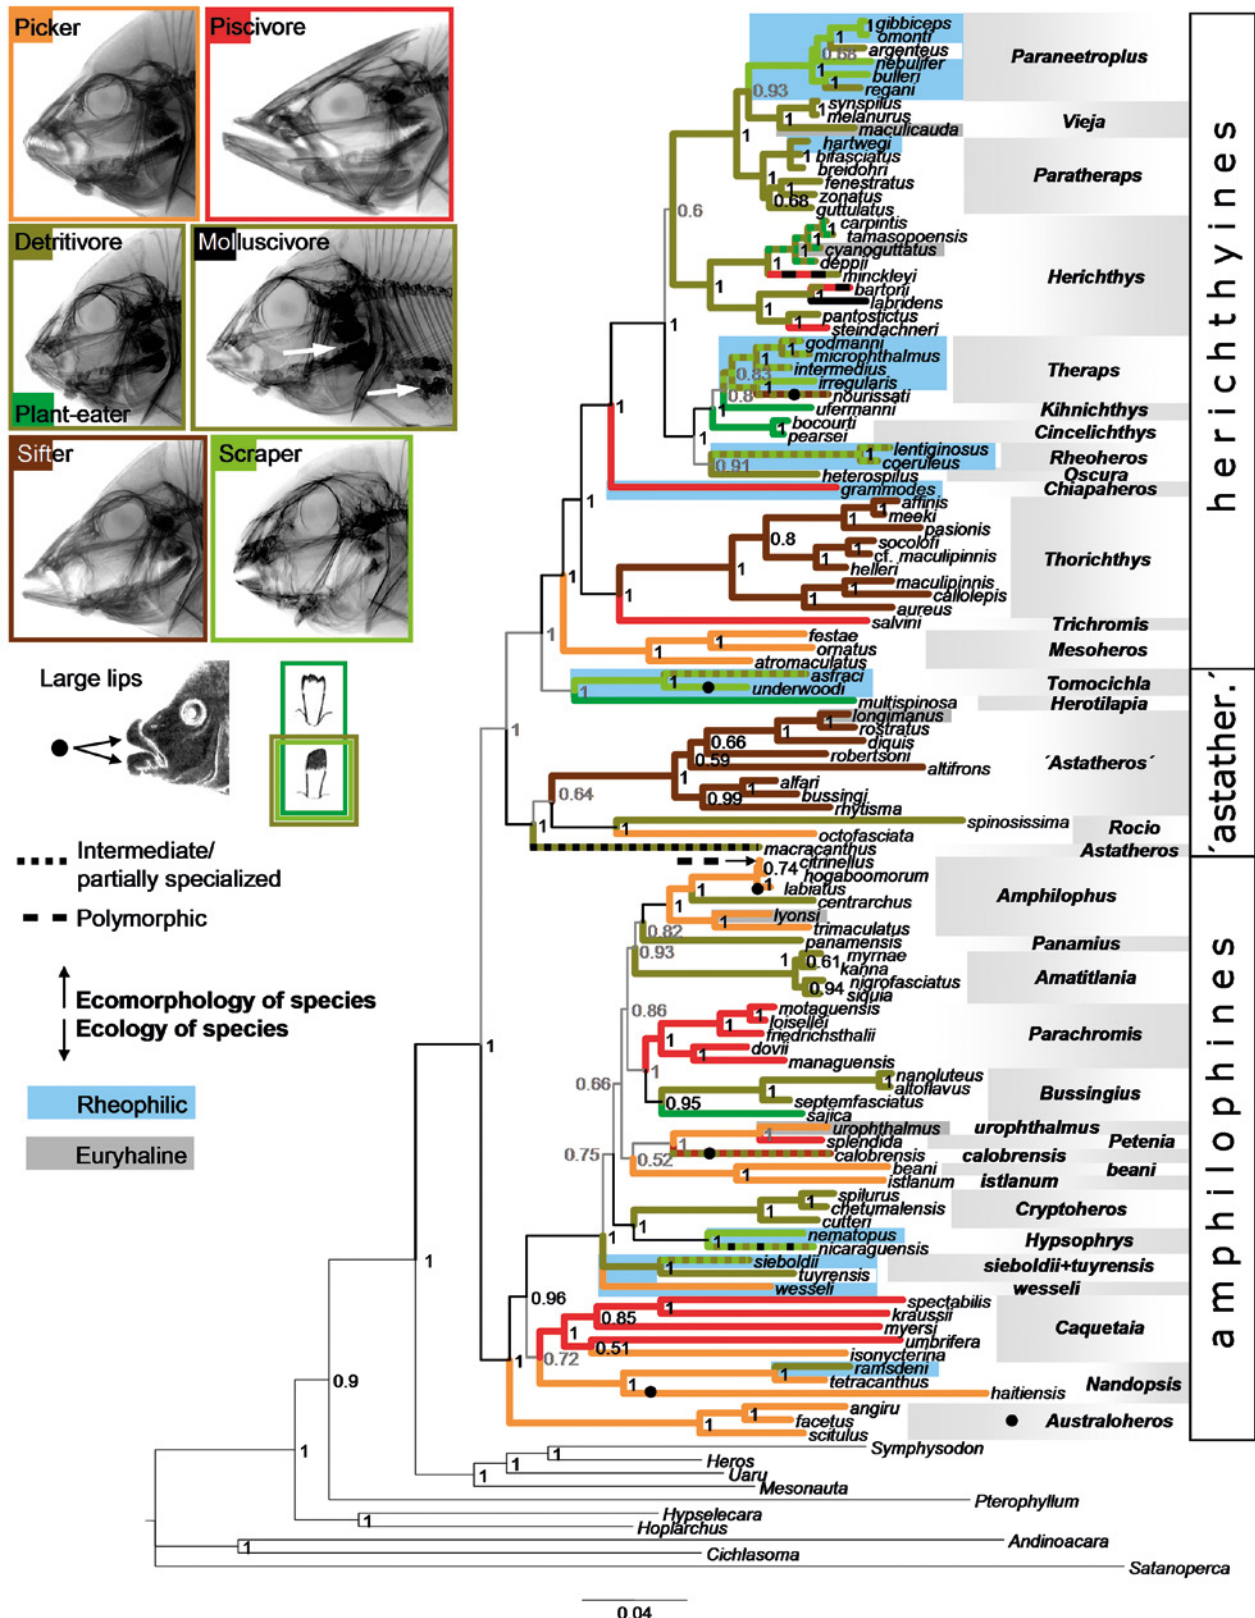 Picker
Piscivore
Detritivore
Plant-eater
Molluscivore
Sifter
Scraper
Large lips
Intermediate/
partially specialized
Polymorphic
Ecomorphology of species
Ecology of species
Rheophilic
Euryhaline
gibbiceps
omonti
argenteus
nebulifer
bulleri
regani
Paraneetroplus
synspilus
melanurus
maculicauda
Vieja
hartwegi
bifasciatus
breidohri
fenestratus
zonatus
guttulatus
Paratheraps
carpintis
tamasopoensis
cyanoguttatus
deppii
minckleyi
bartoni
labridens
pantostictus
steindachneri
Herichthys
godmanni
microphthalmus
intermedius
irregularis
nourissati
Theraps
ufermanni
Kihnichthys
bocourti
pearsei
Cincelichthys
lentiginosus
coeruleus
Rheoheros
heterospilus
Oscura
grammodes
Chiapaheros
affinis
meeki
pasionis
socolofi
cf. maculipinnis
helleri
maculipinnis
callolepis
aureus
Thorichthys
salvini
Trichromis
festae
ornatus
atromaculatus
Mesoheros
herichthyines
asfraci
underwoodi
Tomocichla
multispinosa
Herotilapia
longimanus
rostratus
diquis
robertsoni
altifrons
alfari
bussingi
rhytisma
´Astatheros´
spinosissima
octofasciata
Rocio
macracanthus
Astatheros
´astather.´
citrinellus
hogaboomorum
labiatus
centrarchus
lyonsi
trimaculatus
Amphilophus
panamensis
Panamius
myrnae
kanna
nigrofasciatus
siquia
Amatitlania
motaguensis
loisellei
friedrichsthalii
dovii
managuensis
Parachromis
nanoluteus
altoflavus
septemfasciatus
sajica
Bussingius
urophthalmus
urophthalmus
splendida
Petenia
calobrensis
calobrensis
beani
beani
istlanum
istlanum
spilurus
chetumalensis
cutteri
Cryptoheros
nematopus
nicaraguensis
Hypsophrys
sieboldii
tuyrensis
sieboldii+tuyrensis
wesseli
wesseli
spectabilis
kraussii
myersi
umbrifera
isonycterina
Caquetaia
ramsdeni
tetracanthus
haitiensis
Nandopsis
angiru
facetus
scitulus
Australoheros
amphilophines
Symphysodon
Heros
Uaru
Mesonauta
Pterophyllum
Hypselecara
Hoplarchus
Andinoacara
Cichlasoma
Satanoperca
0.04